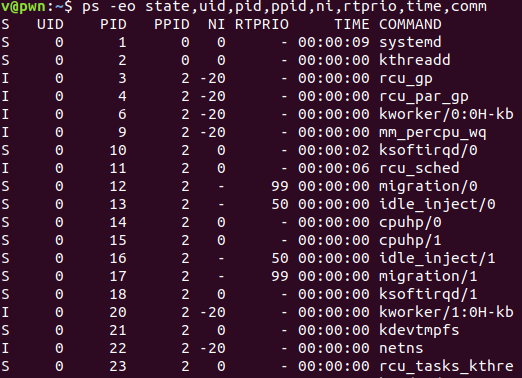 v@pwn:~$ ps -eo state,uid,pid,ppid,ni,rtprio,time,comm
S   UID     PID    PPID  NI RTPRIO     TIME COMMAND
S     0       1       0   0      - 00:00:09 systemd
S     0       2       0   0      - 00:00:00 kthreadd
I     0       3       2 -20      - 00:00:00 rcu_gp
I     0       4       2 -20      - 00:00:00 rcu_par_gp
I     0       6       2 -20      - 00:00:00 kworker/0:0H-kb
I     0       9       2 -20      - 00:00:00 mm_percpu_wq
S     0      10       2   0      - 00:00:02 ksoftirqd/0
I     0      11       2   0      - 00:00:06 rcu_sched
S     0      12       2   -     99 00:00:00 migration/0
S     0      13       2   -     50 00:00:00 idle_inject/0
S     0      14       2   0      - 00:00:00 cpuhp/0
S     0      15       2   0      - 00:00:00 cpuhp/1
S     0      16       2   -     50 00:00:00 idle_inject/1
S     0      17       2   -     99 00:00:00 migration/1
S     0      18       2   0      - 00:00:00 ksoftirqd/1
I     0      20       2 -20      - 00:00:00 kworker/1:0H-kb
S     0      21       2   0      - 00:00:00 kdevtmpfs
I     0      22       2 -20      - 00:00:00 netns
S     0      23       2   0      - 00:00:00 rcu_tasks_kthre